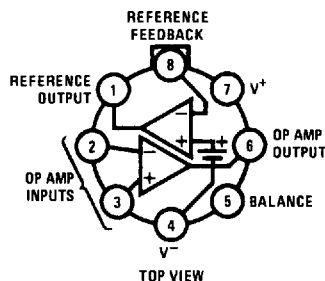 REFERENCE
FEEDBACK
8
REFERENCE
OUTPUT
1
7
V+
2
6
OP AMP
OUTPUT
OP AMP
INPUTS
3
4
5
BALANCE
V−
TOP VIEW
−
+
−
+
+